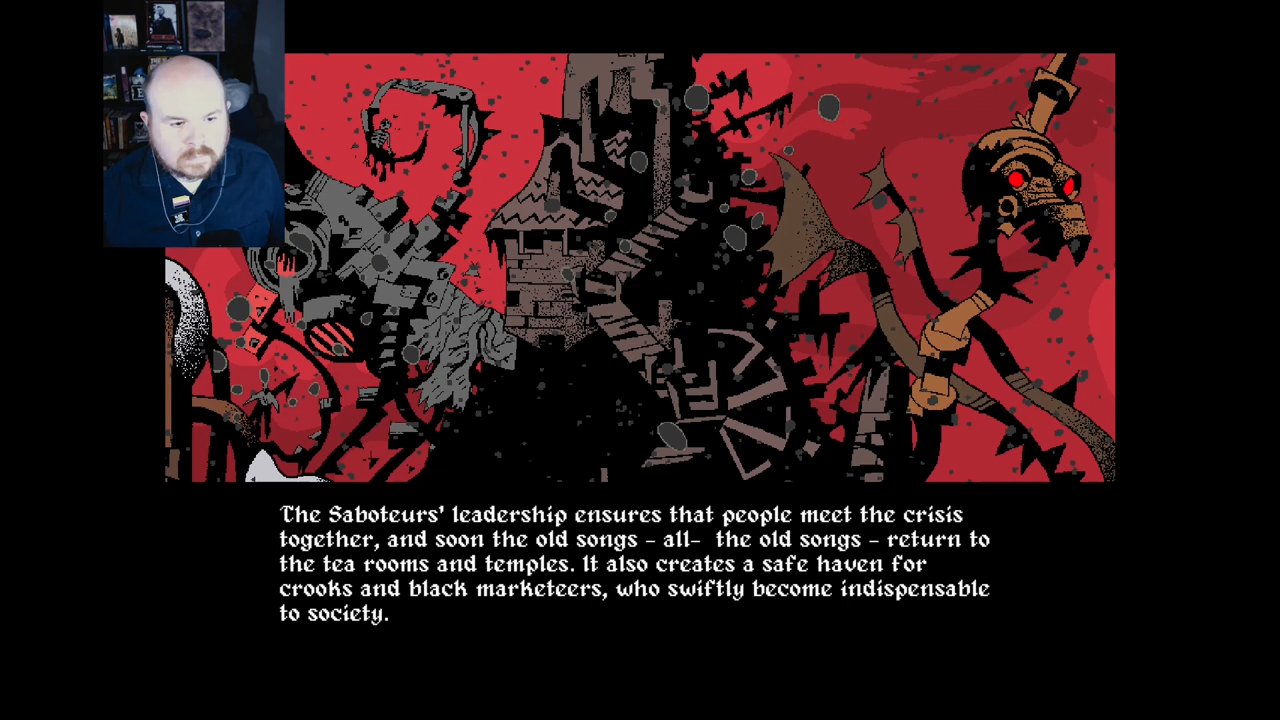 The Saboteurs' leadership ensures that people meet the crisis
together, and soon the old songs - all-  the old songs - return to
the tea rooms and temples. It also creates a safe haven for
crooks and black marketeers, who swiftly become indispensable
to society.